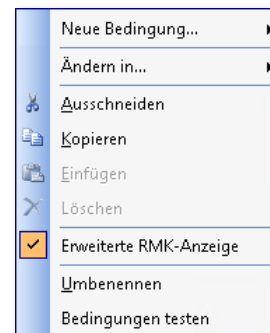 Neue Bedingung...
Ändern in...
Ausschneiden
Kopieren
Einfügen
Löschen
Erweiterte RMK-Anzeige
Umbenennen
Bedingungen testen